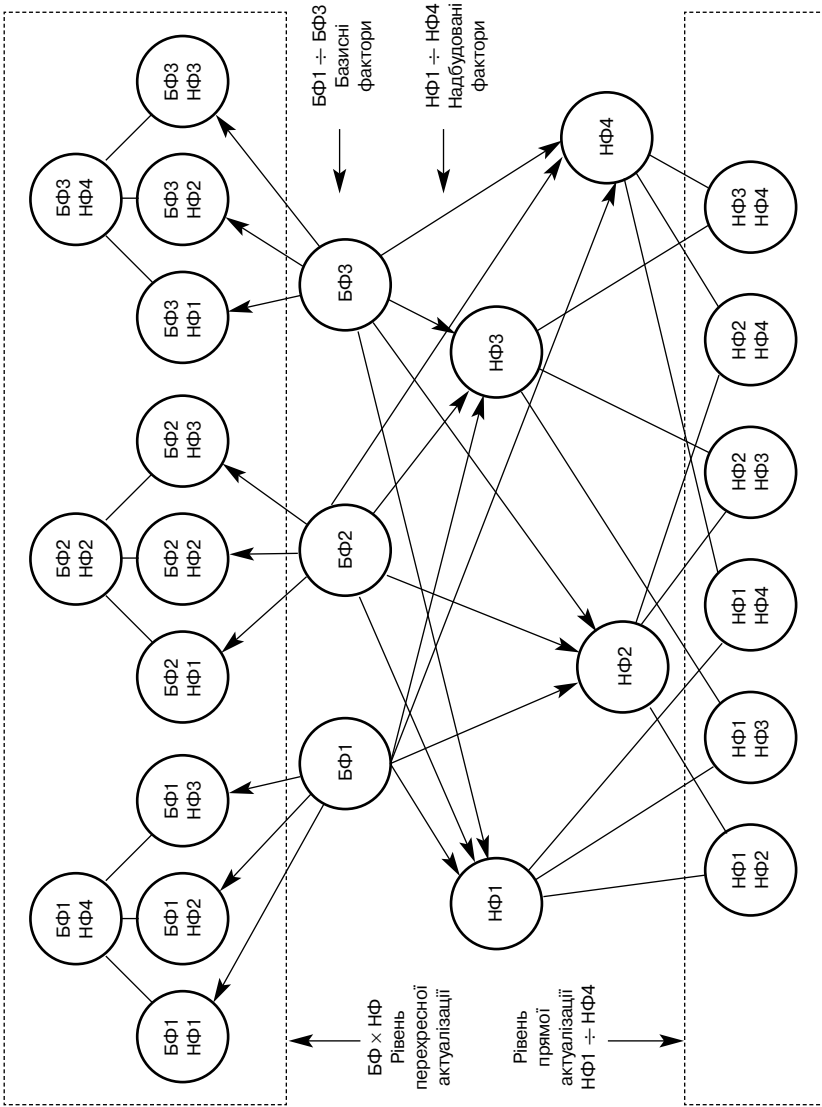 БФ1
НФ4
БФ2
НФ2
БФ3
НФ4
БФ1
НФ1
БФ1
НФ2
БФ1
НФ3
БФ2
НФ1
БФ2
НФ2
БФ2
НФ3
БФ3
НФ1
БФ3
НФ2
БФ3
НФ3
БФ × НФ
Рівень
перехресної
актуалізації
БФ1
БФ2
БФ3
БФ1 ÷ БФ3
Базисні
фактори
НФ1
НФ2
НФ3
НФ4
НФ1 ÷ НФ4
Надбудовані
фактори
Рівень
прямої
актуалізації
НФ1 ÷ НФ4
НФ1
НФ2
НФ1
НФ3
НФ1
НФ4
НФ2
НФ3
НФ2
НФ4
НФ3
НФ4